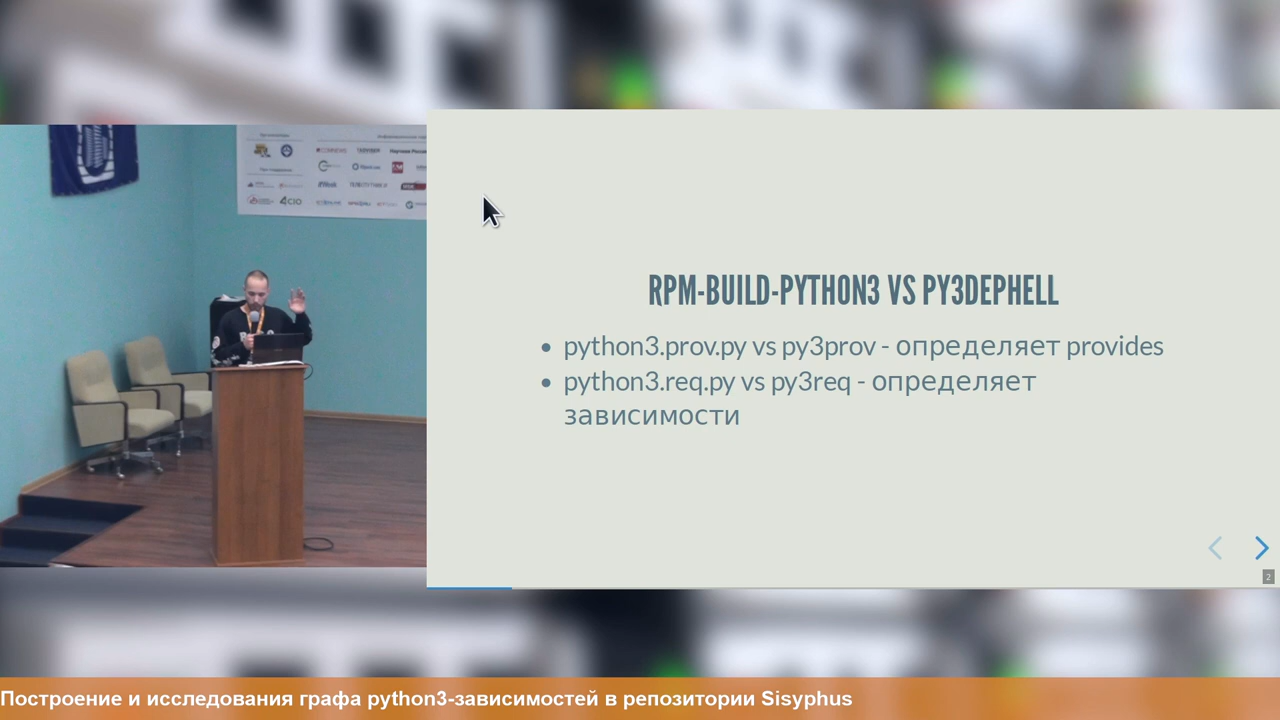 RPM-BUILD-PYTHON3 VS PY3DEPHELL
python3.prov.py vs py3prov - определяет provides
python3.req.py vs py3req - определяет
зависимости
2
Построение и исследования графа python3-зависимостей в репозитории Sisyphus